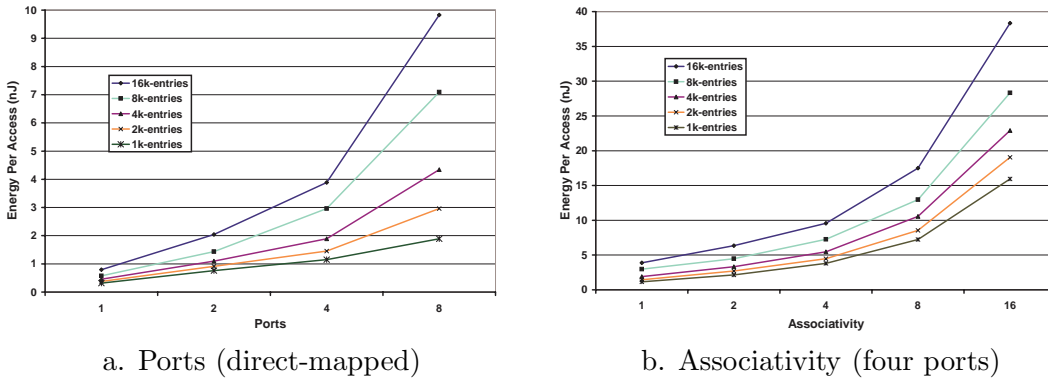 10
9
8
7
6
5
4
3
2
1
0
Energy Per Access (nJ)
16k-entries
8k-entries
4k-entries
2k-entries
1k-entries
1 2 4 8
Ports
a. Ports (direct-mapped)
40
35
30
25
20
15
10
5
0
Energy Per Access (nJ)
16k-entries
8k-entries
4k-entries
2k-entries
1k-entries
1 2 4 8 16
Associativity
b. Associativity (four ports)